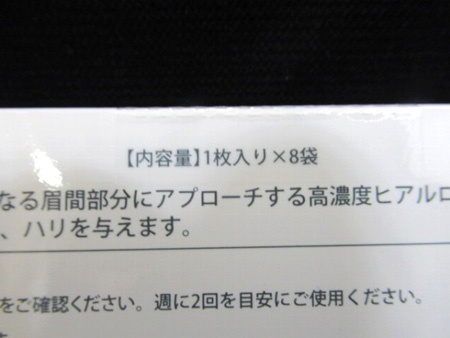 【内容量】1枚入り×8袋
なる眉間部分にアプローチする高濃度ヒアルロ
、ハリを与えます。
をご確認ください。週に2回を目安にご使用ください。